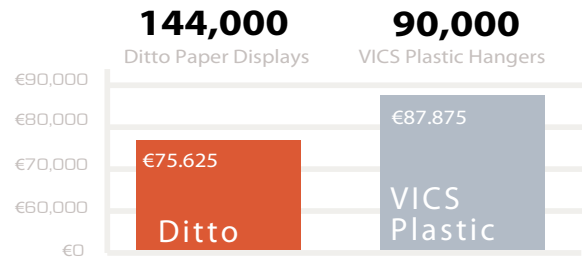 144,000
Ditto Paper Displays
90,000
VICS Plastic Hangers
€90,000
€80,000
€70,000
€60,000
€0
€75.625
Ditto
€87.875
VICS
Plastic